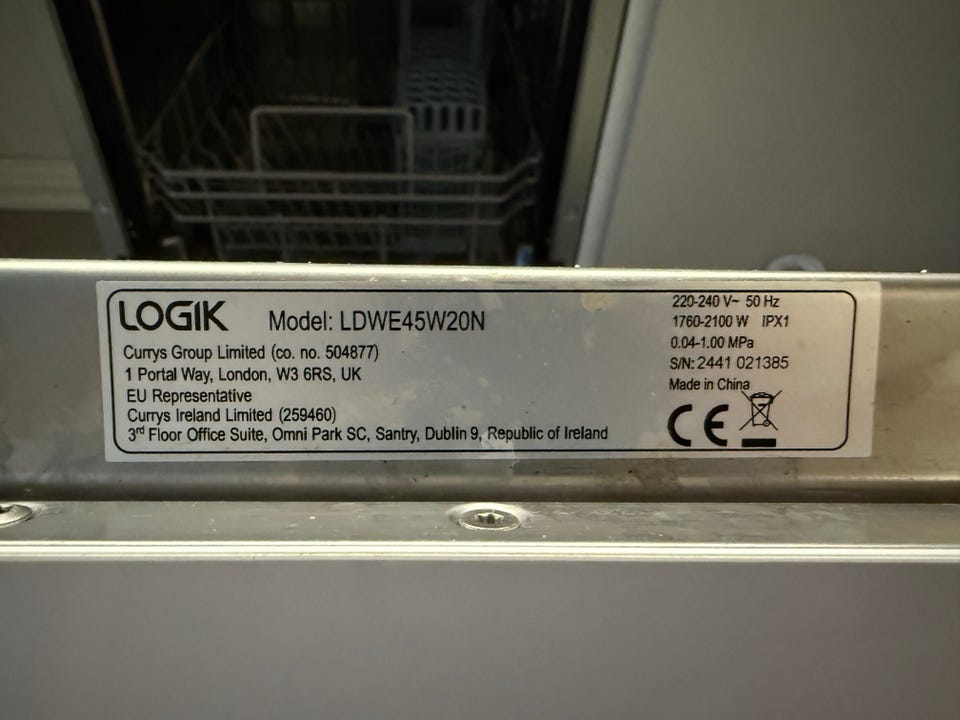 LOGIK Model: LDWE45W20N
Currys Group Limited (co. no. 504877)
1 Portal Way, London, W3 6RS, UK
EU Representative
Currys Ireland Limited (259460)
3rd Floor Office Suite, Omni Park SC, Santry, Dublin 9, Republic of Ireland
220-240 V~ 50 Hz
1760-2100 W IPX1
0.04-1.00 MPa
S/N: 2441 021385
Made in China
CE